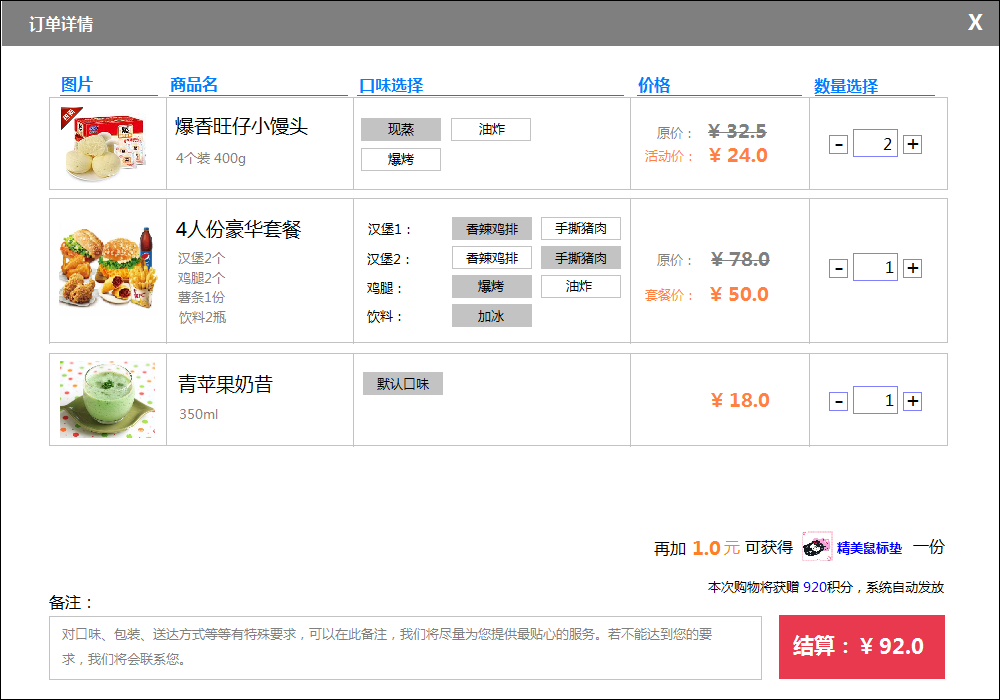 订单详情 X
图片 商品名 口味选择 价格 数量选择
爆香旺仔小馒头
4个装 400g
现蒸 油炸
爆烤
原价： ¥ 32.5
活动价： ¥ 24.0
- 2 +
4人份豪华套餐
汉堡2个
鸡腿2个
薯条1份
饮料2瓶
汉堡1： 香辣鸡排 手撕猪肉
汉堡2： 香辣鸡排 手撕猪肉
鸡腿： 爆烤 油炸
饮料： 加冰
原价： ¥ 78.0
套餐价： ¥ 50.0
- 1 +
青苹果奶昔
350ml
默认口味
¥ 18.0
- 1 +
再加 1.0 元 可获得 精美鼠标垫 一份
本次购物将获赠 920积分，系统自动发放
备注：
对口味、包装、送达方式等等有特殊要求，可以在此备注，我们将尽量为您提供最贴心的服务。若不能达到您的要
求，我们将会联系您。
结算：¥ 92.0